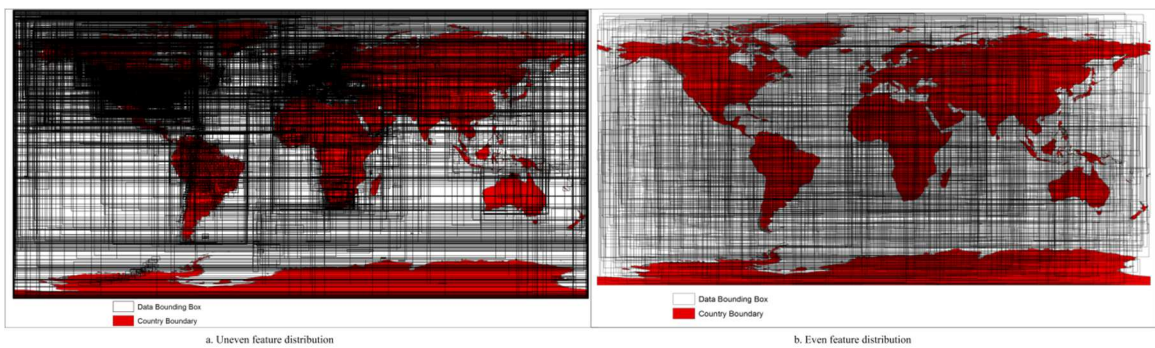 Data Bounding Box
Country Boundary
a. Uneven feature distribution
Data Bounding Box
Country Boundary
b. Even feature distribution